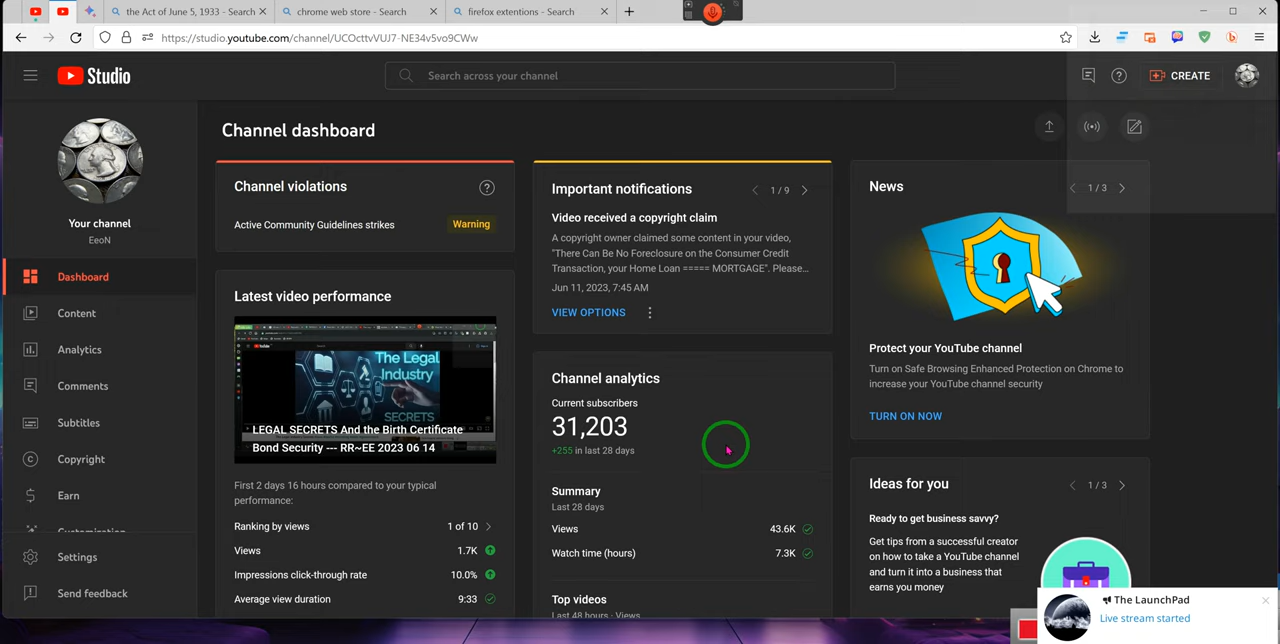 the Act of June 5, 1933 - Search
chrome web store - Search
firefox extentions - Search
https://studio.youtube.com/channel/UCOcttvVUJ7-NE34v5vo9CWw
Studio
Search across your channel
CREATE
Your channel
EeoN
Dashboard
Content
Analytics
Comments
Subtitles
Copyright
Earn
Customization
Settings
Send feedback
Channel dashboard
Channel violations
Active Community Guidelines strikes
Warning
Latest video performance
The Legal
Industry
SECRETS
LEGAL SECRETS And the Birth Certificate
Bond Security --- RR~EE 2023 06 14
First 2 days 16 hours compared to your typical
performance:
Ranking by views
1 of 10
Views
1.7K
Impressions click-through rate
10.0%
Average view duration
9:33
Important notifications
1 / 9
Video received a copyright claim
A copyright owner claimed some content in your video,
"There Can Be No Foreclosure on the Consumer Credit
Transaction, your Home Loan ===== MORTGAGE". Please...
Jun 11, 2023, 7:45 AM
VIEW OPTIONS
Channel analytics
Current subscribers
31,203
+255 in last 28 days
Summary
Last 28 days
Views
43.6K
Watch time (hours)
7.3K
Top videos
Last 48 hours · Views
News
1 / 3
Protect your YouTube channel
Turn on Safe Browsing Enhanced Protection on Chrome to
increase your YouTube channel security
TURN ON NOW
Ideas for you
1 / 3
Ready to get business savvy?
Get tips from a successful creator
on how to take a YouTube channel
and turn it into a business that
earns you money
The LaunchPad
Live stream started